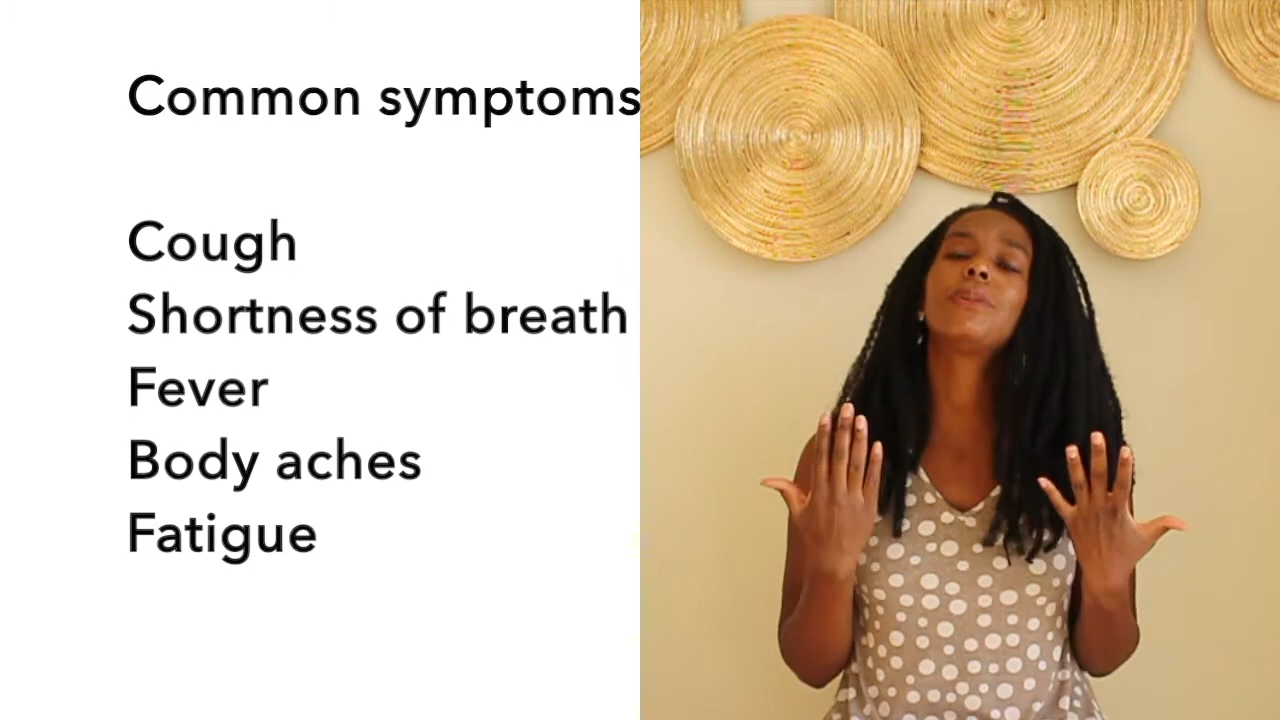 Common symptoms
Cough
Shortness of breath
Fever
Body aches
Fatigue